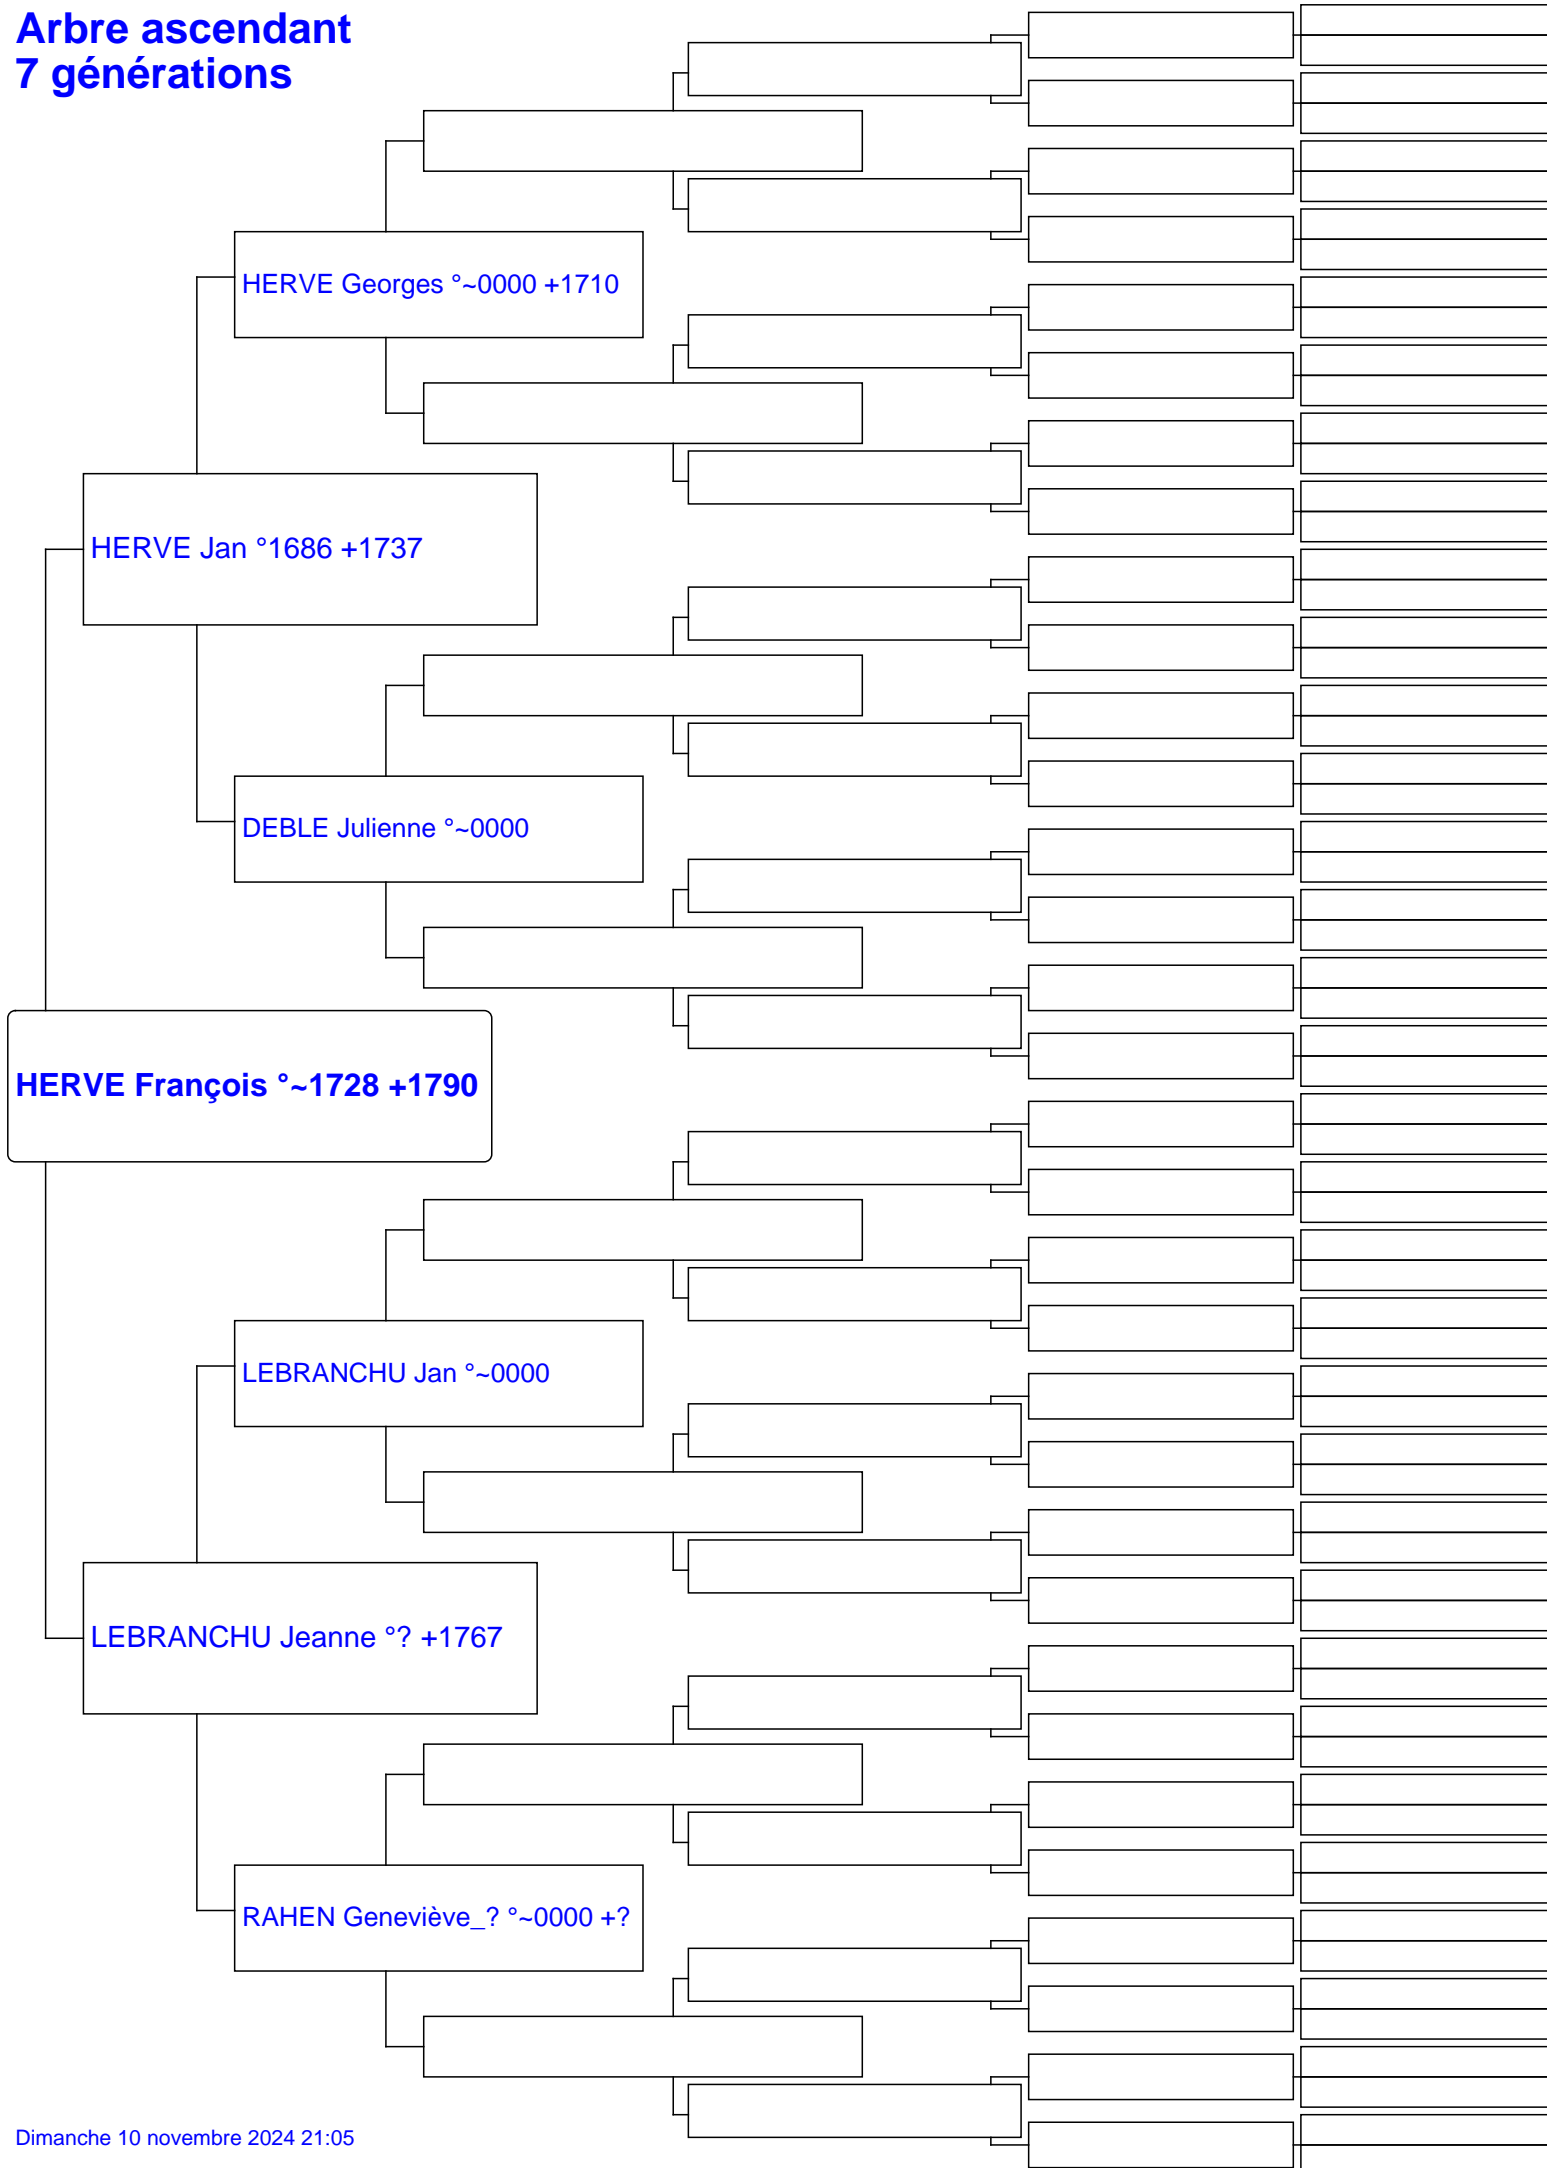 Arbre ascendant
7 générations
HERVE Georges °~0000 +1710
HERVE Jan °1686 +1737
DEBLE Julienne °~0000
HERVE François °~1728 +1790
LEBRANCHU Jan °~0000
LEBRANCHU Jeanne °? +1767
RAHEN Geneviève_? °~0000 +?
Dimanche 10 novembre 2024 21:05